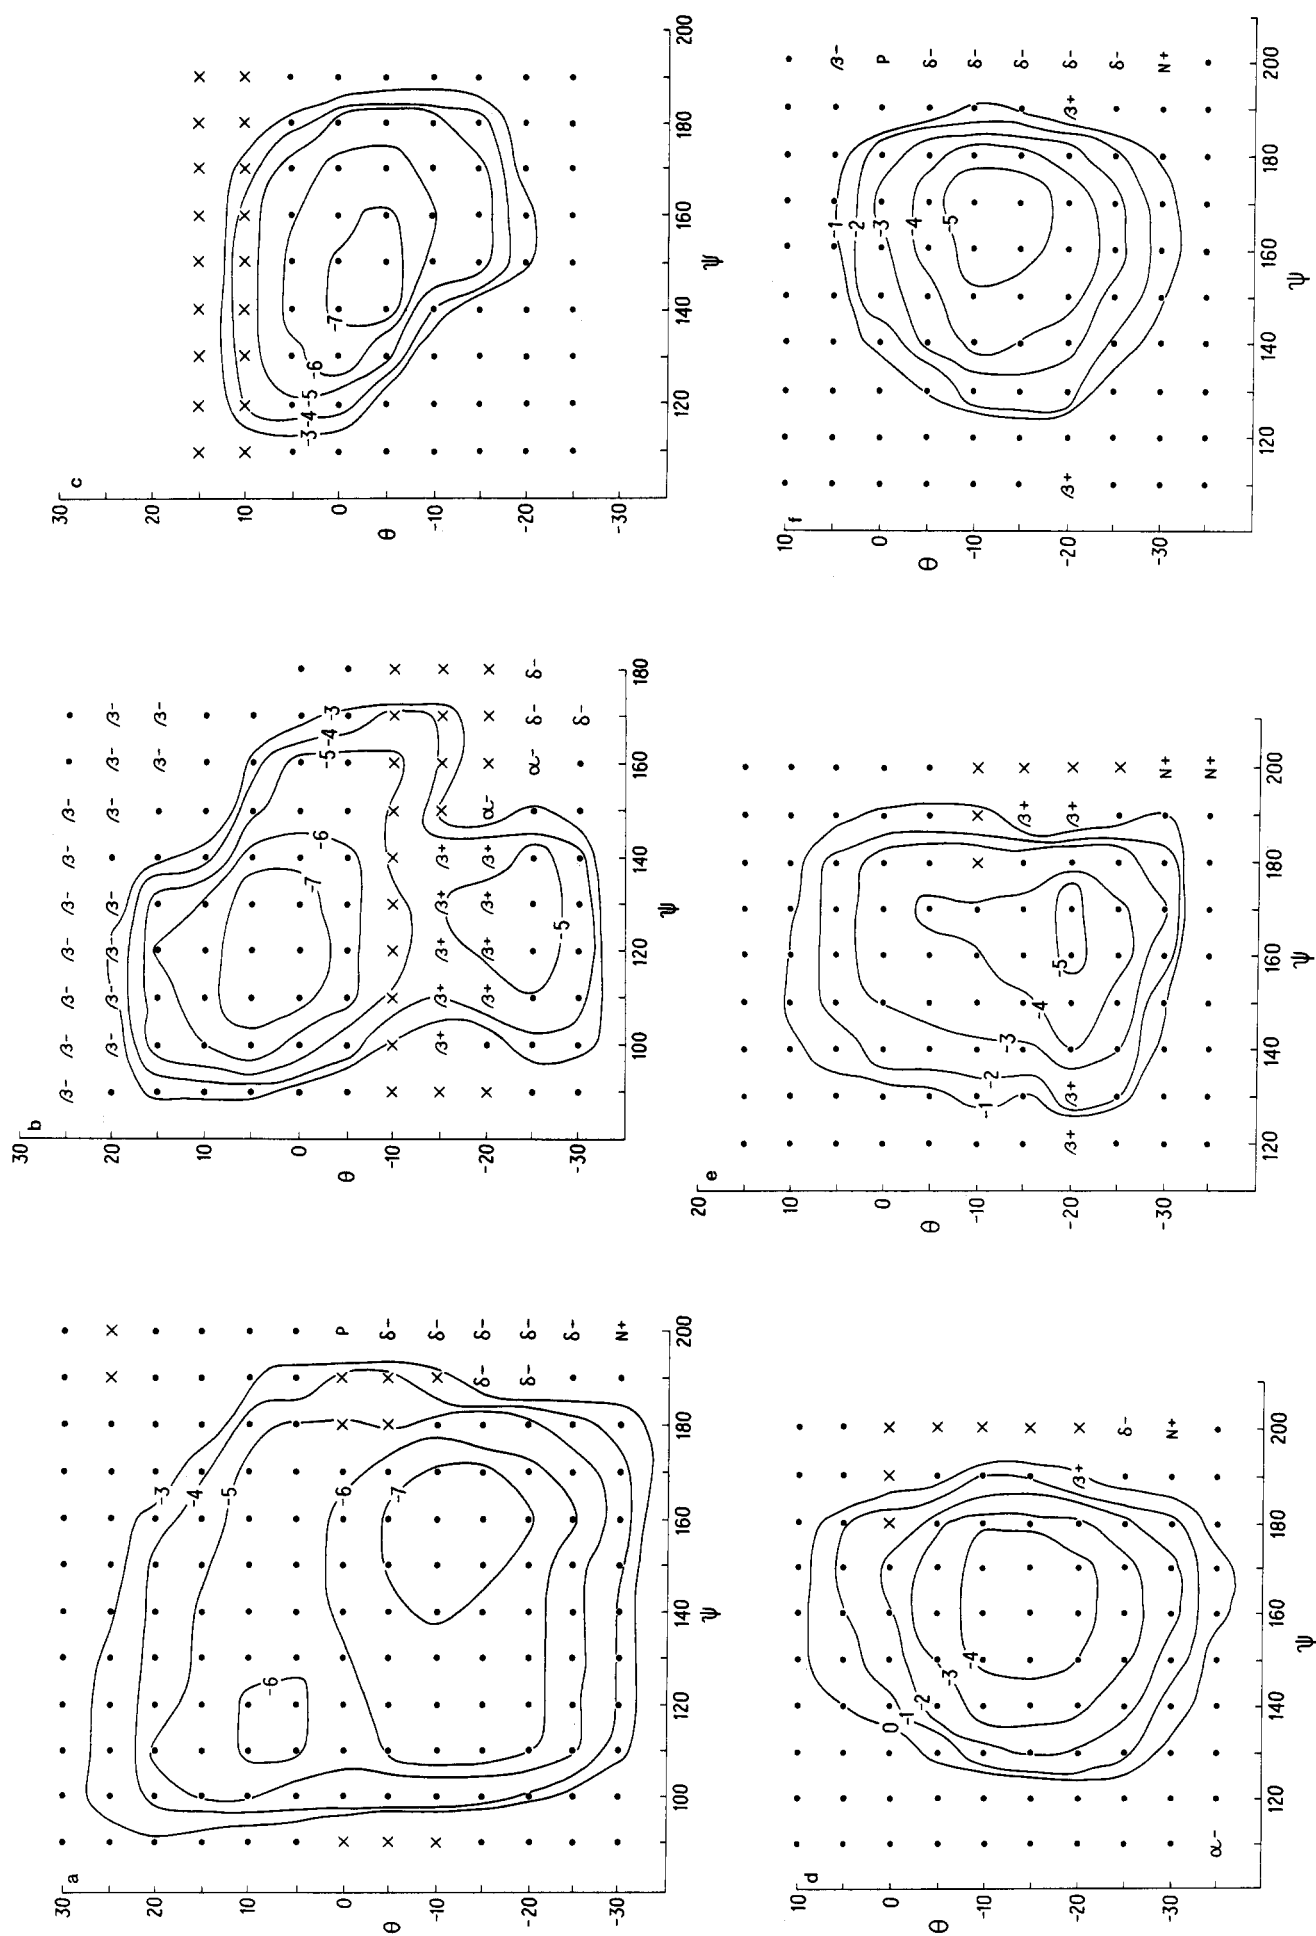 a
30
× ×
20
-3 -4 -5
10
-6
θ
0 × -6 × × P
× × × δ+
-10 × -7 × δ-
δ- δ-
-20 δ- δ-
δ+
-30 N+
100 120 140 160 180 200
ψ
b
30
β- β- β- β- β- β- β-
20 β- β- β- β- β- β- β-
β- β-
10
-6 -7
0 -5 -4 -3
θ
-10 × × × × × × × × × ×
× β+ β+ β+ β+ β+ × × × ×
-20 × β+ β+ β+ β+ α- × × ×
-5 α- δ- δ-
-30 δ-
100 120 140 160 180
ψ
c
30
20
× × × × × × × × ×
10 × × × × × × × × ×
-3 -4 -5 -6
0 -7
θ
-10
-20
-30
120 140 160 180 200
ψ
d
10
0 0 × × ×
-1 -2 -3 -4 ×
-10 ×
θ
×
-20 β+ ×
δ-
-30 N+
α-
120 140 160 180 200
ψ
e
20
10
0
θ
-10 -1 -2 -3 -4 × × ×
β+ ×
-20 β+ β+ -5 β+ ×
×
-30 N+
N+
120 140 160 180 200
ψ
f
10
-1 β-
-2
0 -3 P
-4 δ-
θ
-10 -5 δ-
δ-
-20 β+ β+ δ-
δ-
-30 N+
120 140 160 180 200
ψ